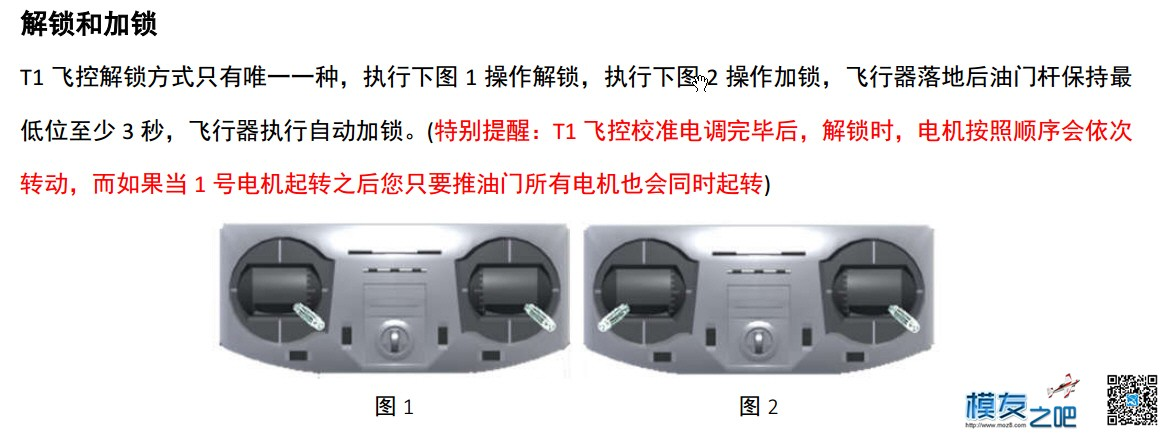 解锁和加锁
T1 飞控解锁方式只有唯一一种，执行下图 1 操作解锁，执行下图 2 操作加锁，飞行器落地后油门杆保持最
低位至少 3 秒，飞行器执行自动加锁。(特别提醒：T1 飞控校准电调完毕后，解锁时，电机按照顺序会依次
转动，而如果当 1 号电机起转之后您只要推油门所有电机也会同时起转)
图 1
图 2
模友之吧
http://www.moz8.com